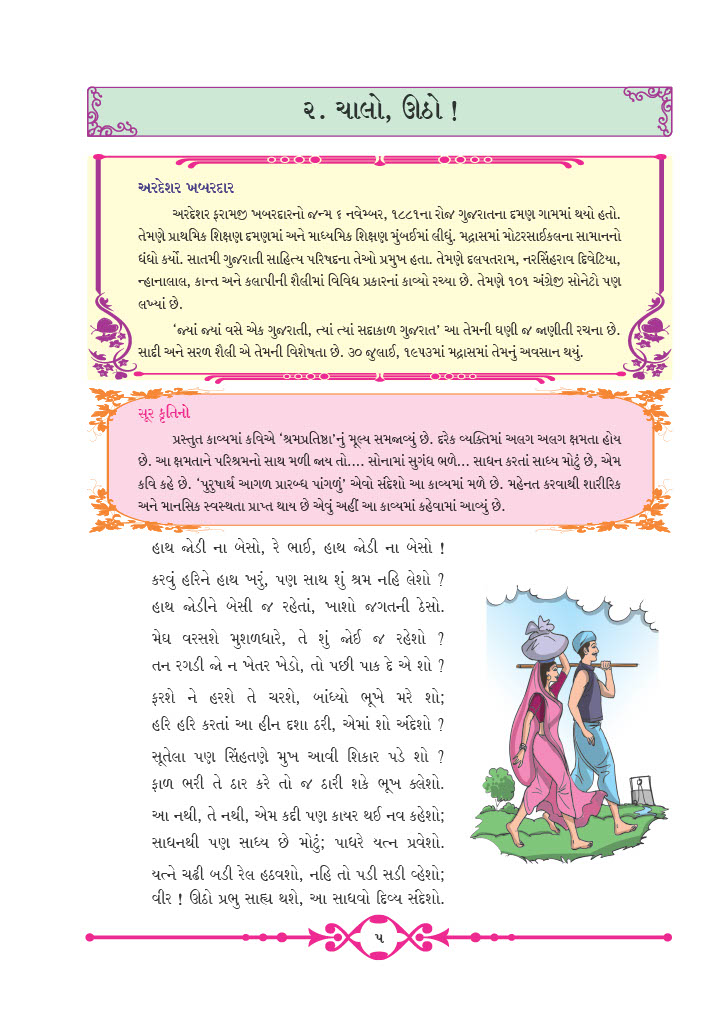 ૨. ચાલો, ઊઠો !
અરદેશર ખબરદાર
અરદેશર ફરામજી ખબરદારનો જન્મ ૬ નવેમ્બર, ૧૮૮૧ના રોજ ગુજરાતના દમણ ગામમાં થયો હતો.
તેમણે પ્રાથમિક શિક્ષણ દમણમાં અને માધ્યમિક શિક્ષણ મુંબઈમાં લીધું. મદ્રાસમાં મોટરસાઈકલના સામાનનો
ધંધો કર્યો. સાતમી ગુજરાતી સાહિત્ય પરિષદના તેઓ પ્રમુખ હતા. તેમણે દલપતરામ, નરસિંહરાવ દિવેટિયા,
ન્હાનાલાલ, કાન્ત અને કલાપીની શૈલીમાં વિવિધ પ્રકારનાં કાવ્યો રચ્યા છે. તેમણે ૧૦૧ અંગ્રેજી સોનેટો પણ
લખ્યાં છે.
‘જ્યાં જ્યાં વસે એક ગુજરાતી, ત્યાં ત્યાં સદાકાળ ગુજરાત’ આ તેમની ઘણી જ જાણીતી રચના છે.
સાદી અને સરળ શૈલી એ તેમની વિશેષતા છે. ૩૦ જુલાઈ, ૧૯૫૩માં મદ્રાસમાં તેમનું અવસાન થયું.
સૂર કૃતિનો
પ્રસ્તુત કાવ્યમાં કવિએ ‘શ્રમપ્રતિષ્ઠા’નું મૂલ્ય સમજાવ્યું છે. દરેક વ્યક્તિમાં અલગ અલગ ક્ષમતા હોય
છે. આ ક્ષમતાને પરિશ્રમનો સાથ મળી જાય તો.... સોનામાં સુગંધ ભળે... સાધન કરતાં સાધ્ય મોટું છે, એમ
કવિ કહે છે. ‘પુરુષાર્થ આગળ પ્રારબ્ધ પાંગળું’ એવો સંદેશો આ કાવ્યમાં મળે છે. મહેનત કરવાથી શારીરિક
અને માનસિક સ્વસ્થતા પ્રાપ્ત થાય છે એવું અહીં આ કાવ્યમાં કહેવામાં આવ્યું છે.
હાથ જોડી ના બેસો, રે ભાઈ, હાથ જોડી ના બેસો !
કરવું હરિને હાથ ખરું, પણ સાથ શું શ્રમ નહિ લેશો ?
હાથ જોડીને બેસી જ રહેતાં, ખાશો જગતની ઠેસો.
મેઘ વરસશે મુશળધારે, તે શું જોઈ જ રહેશો ?
તન રગડી જો ન ખેતર ખેડો, તો પછી પાક દે એ શો ?
ફરશે ને હરશે તે ચરશે, બાંધ્યો ભૂખે મરે શો;
હરિ હરિ કરતાં આ હીન દશા ઠરી, એમાં શો અંદેશો ?
સૂતેલા પણ સિંહતણે મુખ આવી શિકાર પડે શો ?
ફાળ ભરી તે ઠાર કરે તો જ ઠારી શકે ભૂખ ક્લેશો.
આ નથી, તે નથી, એમ કદી પણ કાયર થઈ નવ કહેશો;
સાધનથી પણ સાધ્ય છે મોટું; પાધરે યત્ન પ્રવેશો.
યત્ને ચઢી બડી રેલ હઠવશો, નહિ તો પડી સડી વ્હેશો;
વીર ! ઊઠો પ્રભુ સાહ્ય થશે, આ સાધવો દિવ્ય સંદેશો.
૫